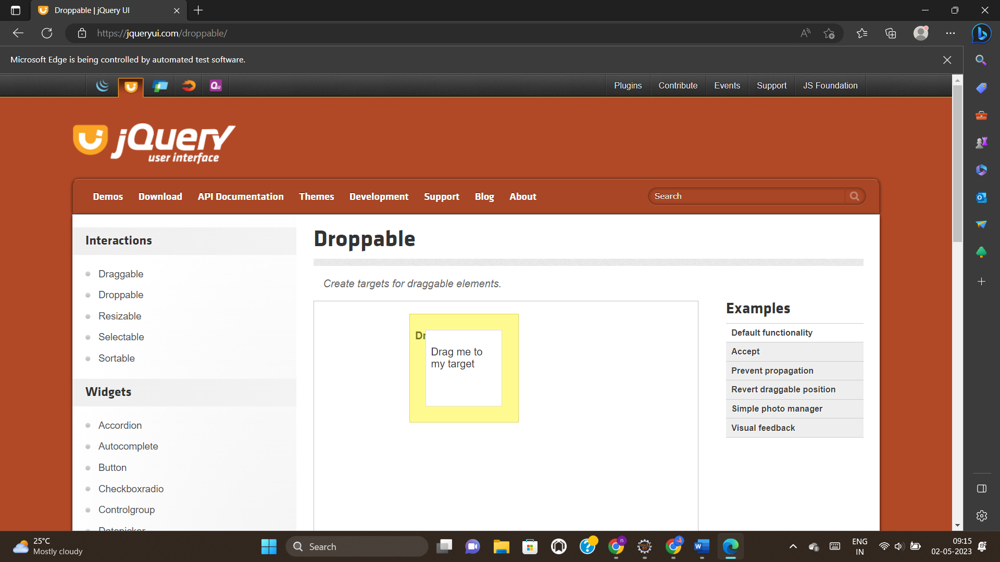 Droppable | jQuery UI
https://jqueryui.com/droppable/
Microsoft Edge is being controlled by automated test software.
Qu
Plugins Contribute Events Support JS Foundation
jQuery
user interface
Demos Download API Documentation Themes Development Support Blog About Search
Interactions
Draggable
Droppable
Resizable
Selectable
Sortable
Widgets
Accordion
Autocomplete
Button
Checkboxradio
Controlgroup
Datepicker
Droppable
Create targets for draggable elements.
Dr
Drag me to
my target
Examples
Default functionality
Accept
Prevent propagation
Revert draggable position
Simple photo manager
Visual feedback
25°C
Mostly cloudy
Search
ENG
IN
09:15
02-05-2023